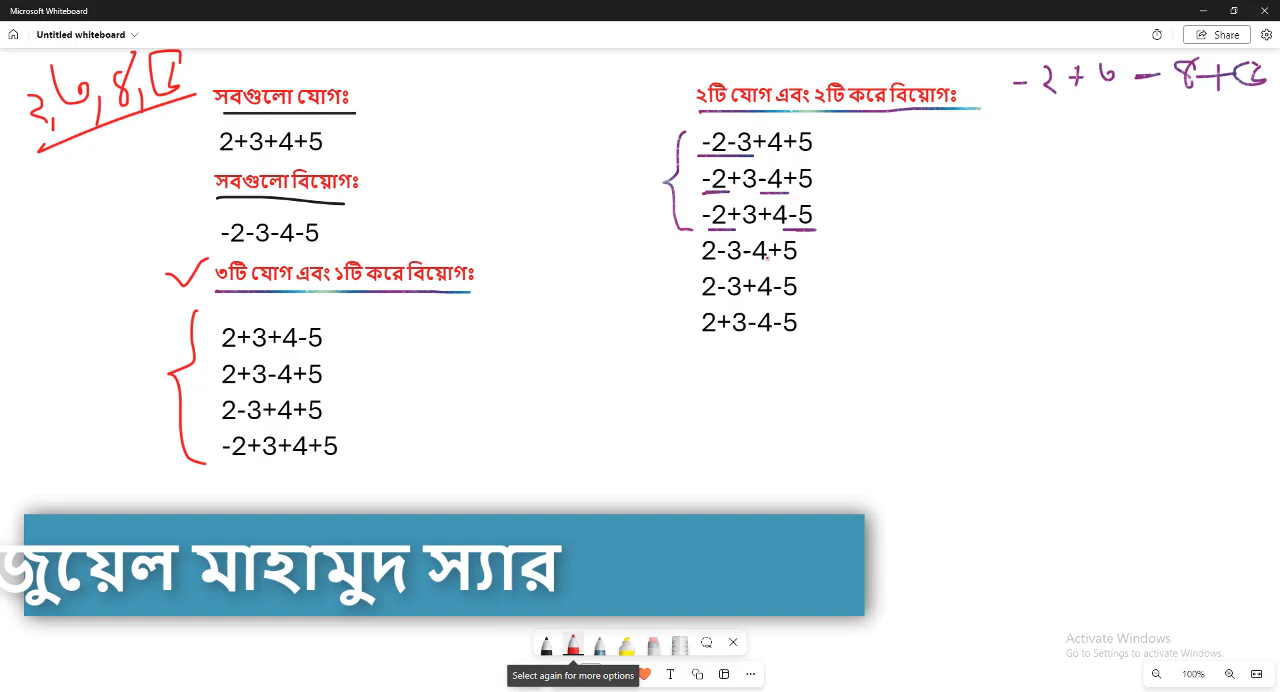 Microsoft Whiteboard
Untitled whiteboard
Share
2, ৩, 8, ৫
সবগুলো যোগঃ
2+3+4+5
সবগুলো বিয়োগঃ
-2-3-4-5
৩টি যোগ এবং ১টি করে বিয়োগঃ
2+3+4-5
2+3-4+5
2-3+4+5
-2+3+4+5
২টি যোগ এবং ২টি করে বিয়োগঃ
-2-3+4+5
-2+3-4+5
-2+3+4-5
2-3-4+5
2-3+4-5
2+3-4-5
-2+৩-8+৫
জুয়েল মাহামুদ স্যার
Select again for more options
T
Activate Windows
Go to Settings to activate Windows.
100%